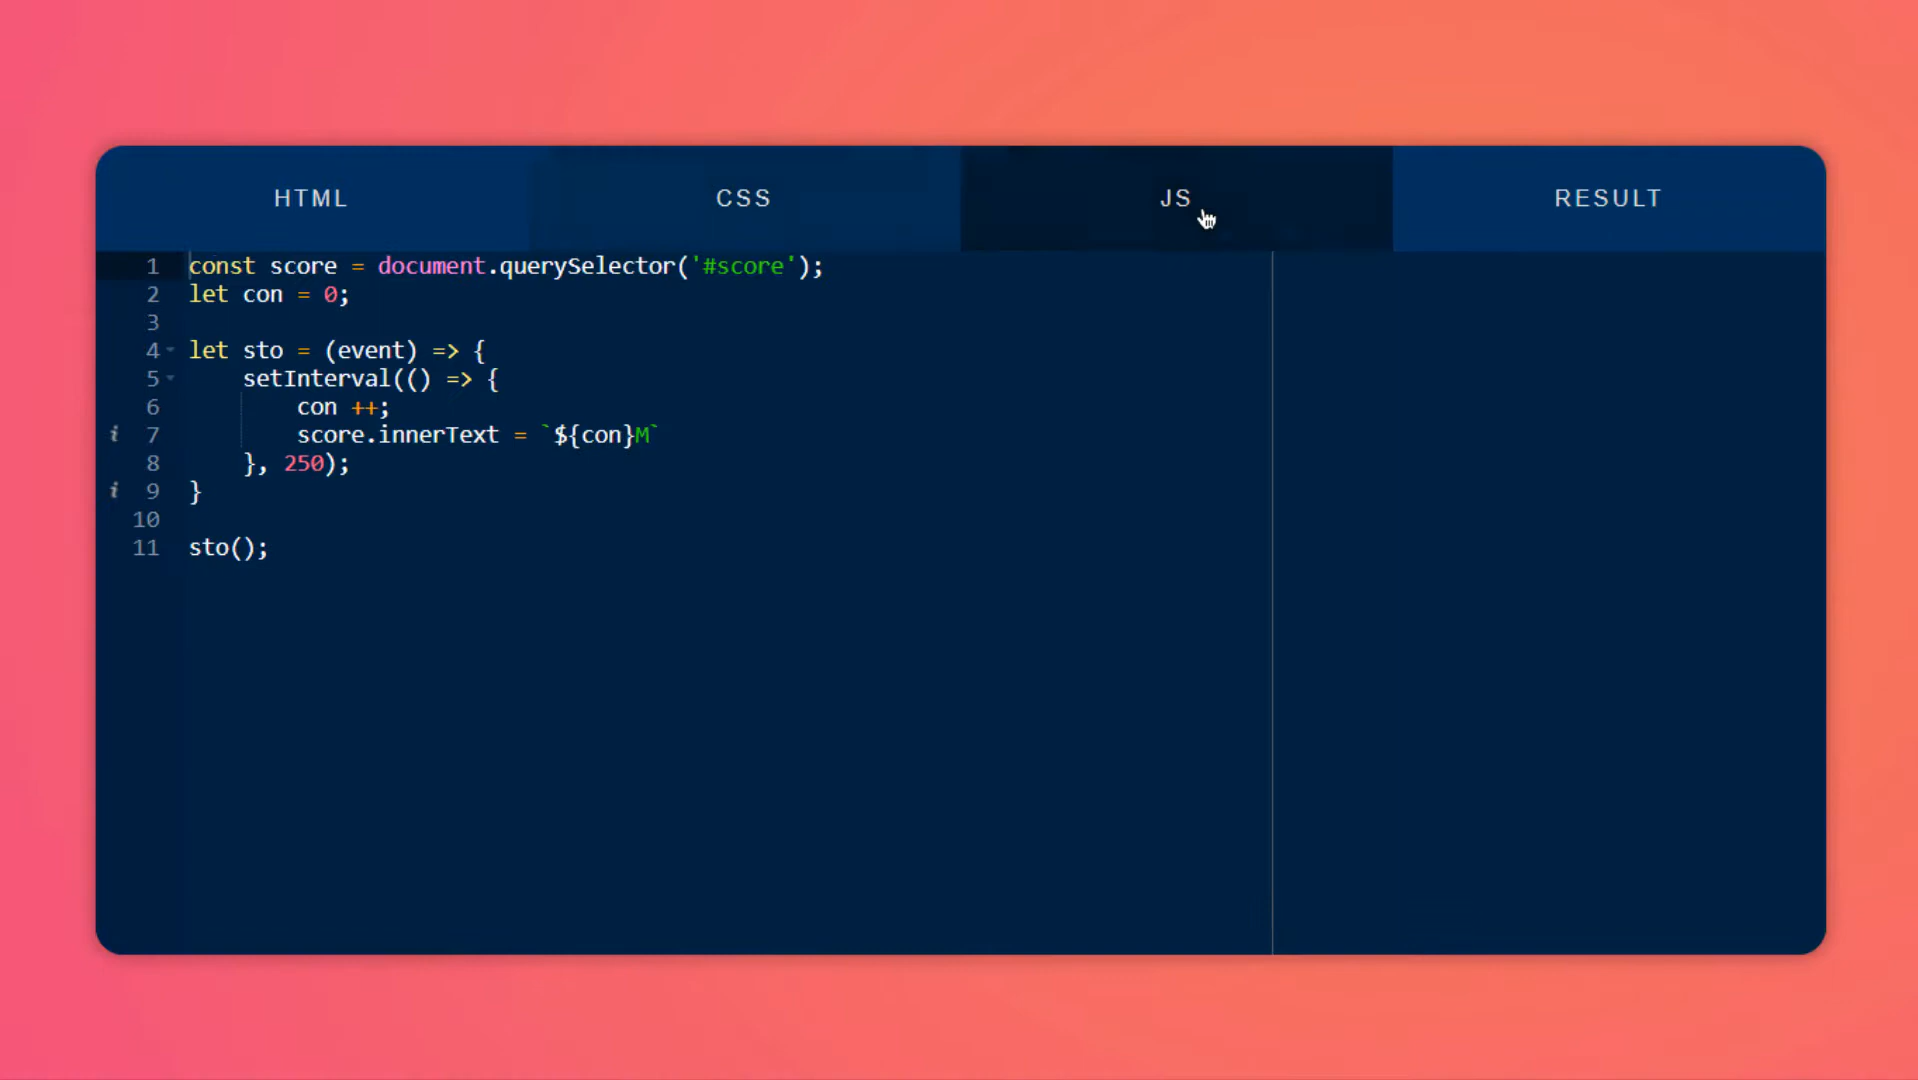 HTML CSS JS RESULT
1 const score = document.querySelector('#score');
2 let con = 0;
3
4 let sto = (event) => {
5 setInterval(() => {
6 con ++;
i 7 score.innerText = `${con}M`
8 }, 250);
i 9 }
10
11 sto();